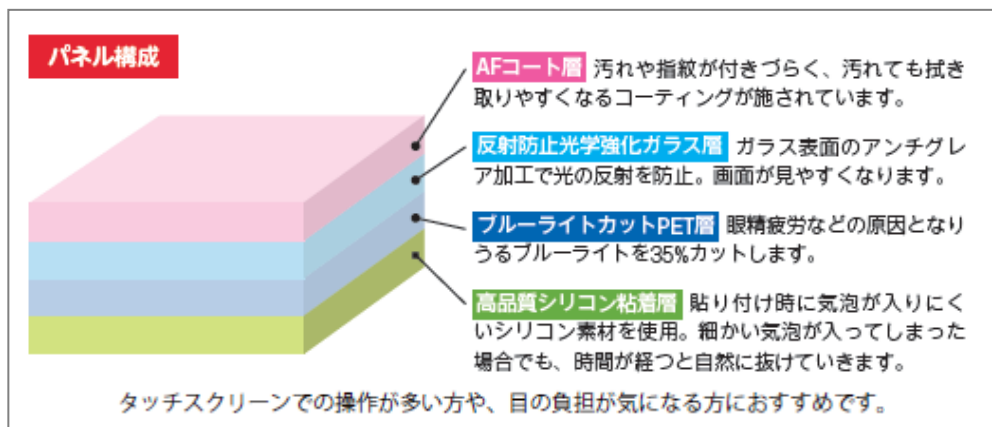 パネル構成
AFコート層 汚れや指紋が付きづらく、汚れても拭き
取りやすくなるコーティングが施されています。
反射防止光学強化ガラス層 ガラス表面のアンチグレ
ア加工で光の反射を防止。画面が見やすくなります。
ブルーライトカットPET層 眼精疲労などの原因となり
うるブルーライトを35%カットします。
高品質シリコン粘着層 貼り付け時に気泡が入りにく
いシリコン素材を使用。細かい気泡が入ってしまった
場合でも、時間が経つと自然に抜けていきます。
タッチスクリーンでの操作が多い方や、目の負担が気になる方におすすめです。